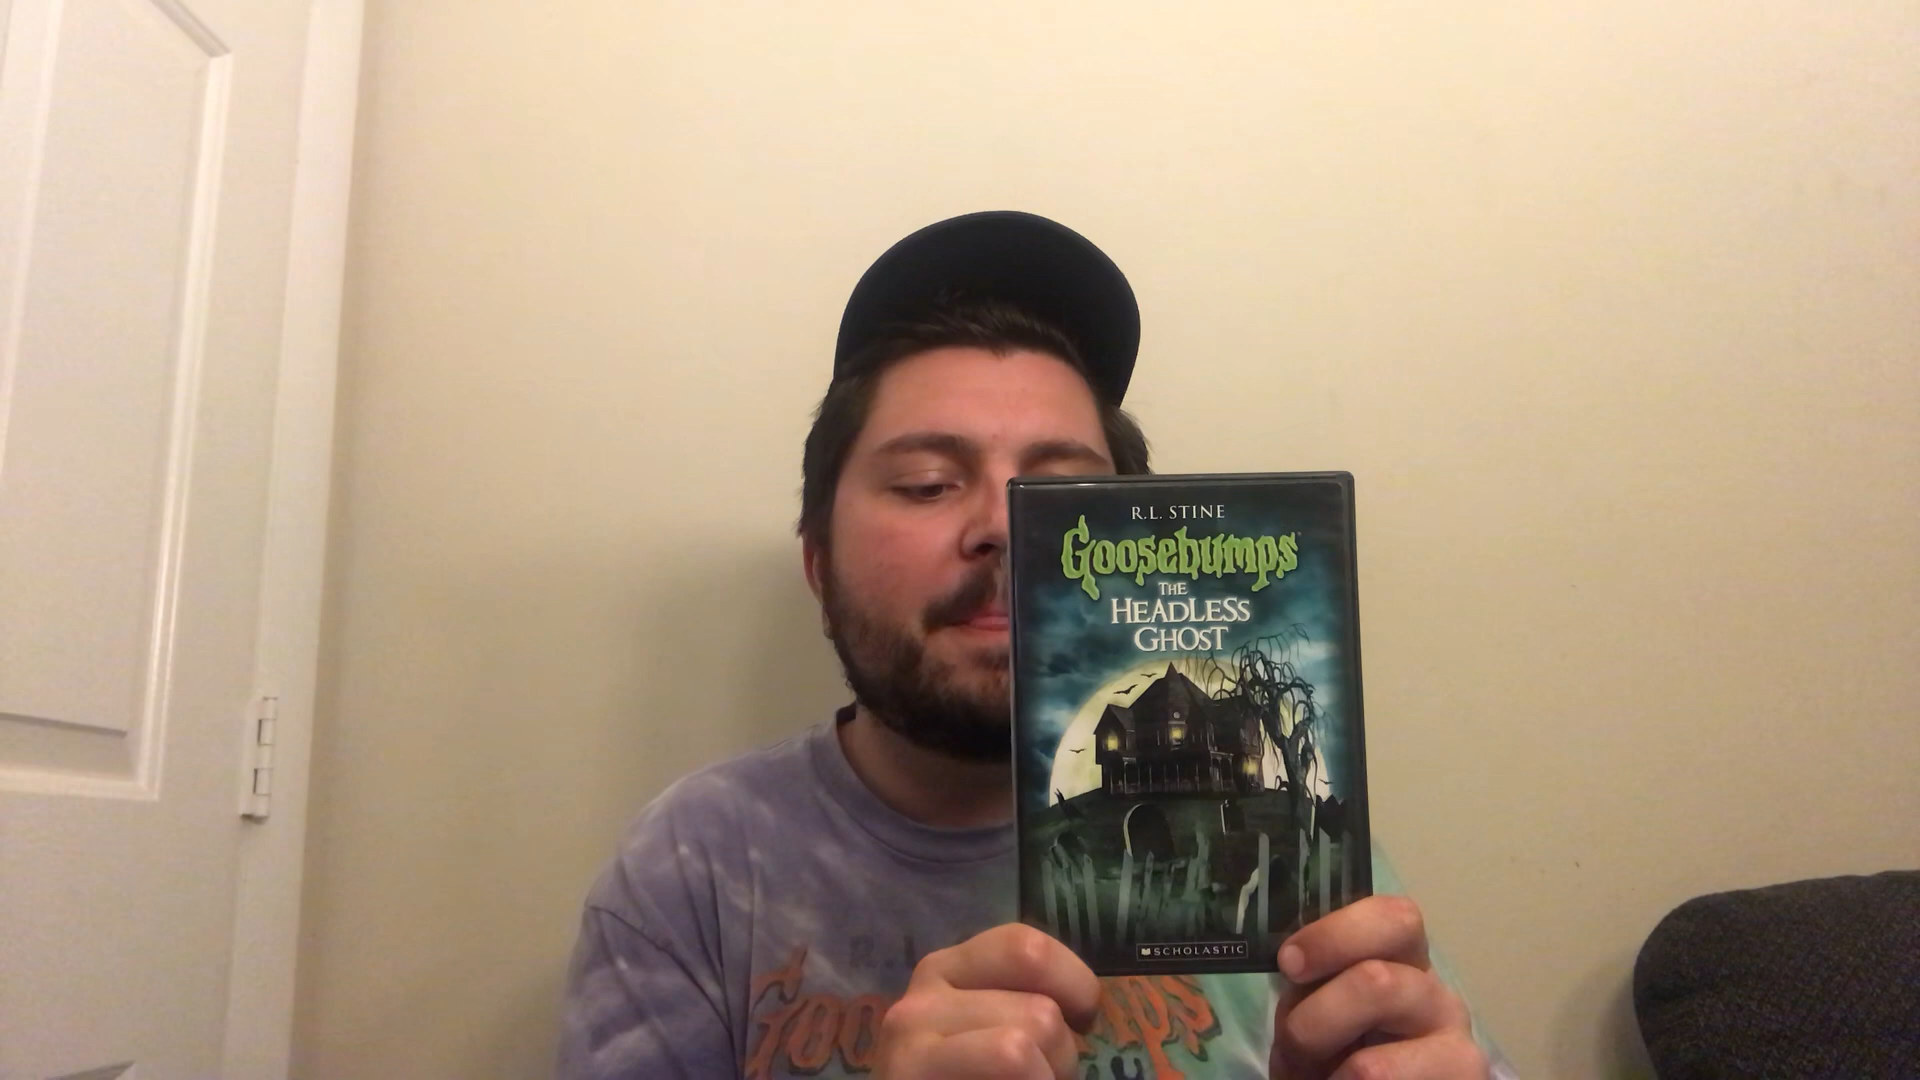 R.L. STINE
Goosebumps
THE
HEADLESS
GHOST
SCHOLASTIC
R.L